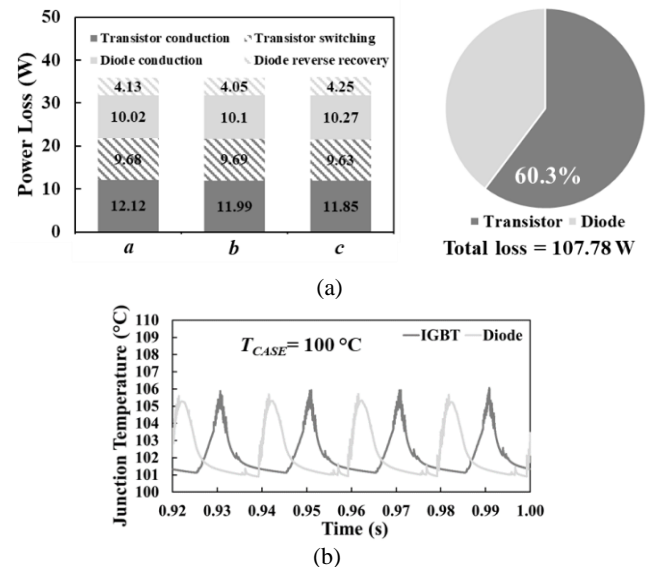 50
40
30
20
10
0
Power Loss (W)
Transistor conduction
Transistor switching
Diode conduction
Diode reverse recovery
4.13 4.05 4.25
10.02 10.1 10.27
9.68 9.69 9.63
12.12 11.99 11.85
a b c
60.3%
Transistor Diode
Total loss = 107.78 W
(a)
110
109
108
107
106
105
104
103
102
101
100
Junction Temperature (°C)
TCASE= 100 °C
IGBT Diode
0.92 0.93 0.94 0.95 0.96 0.97 0.98 0.99 1.00
Time (s)
(b)